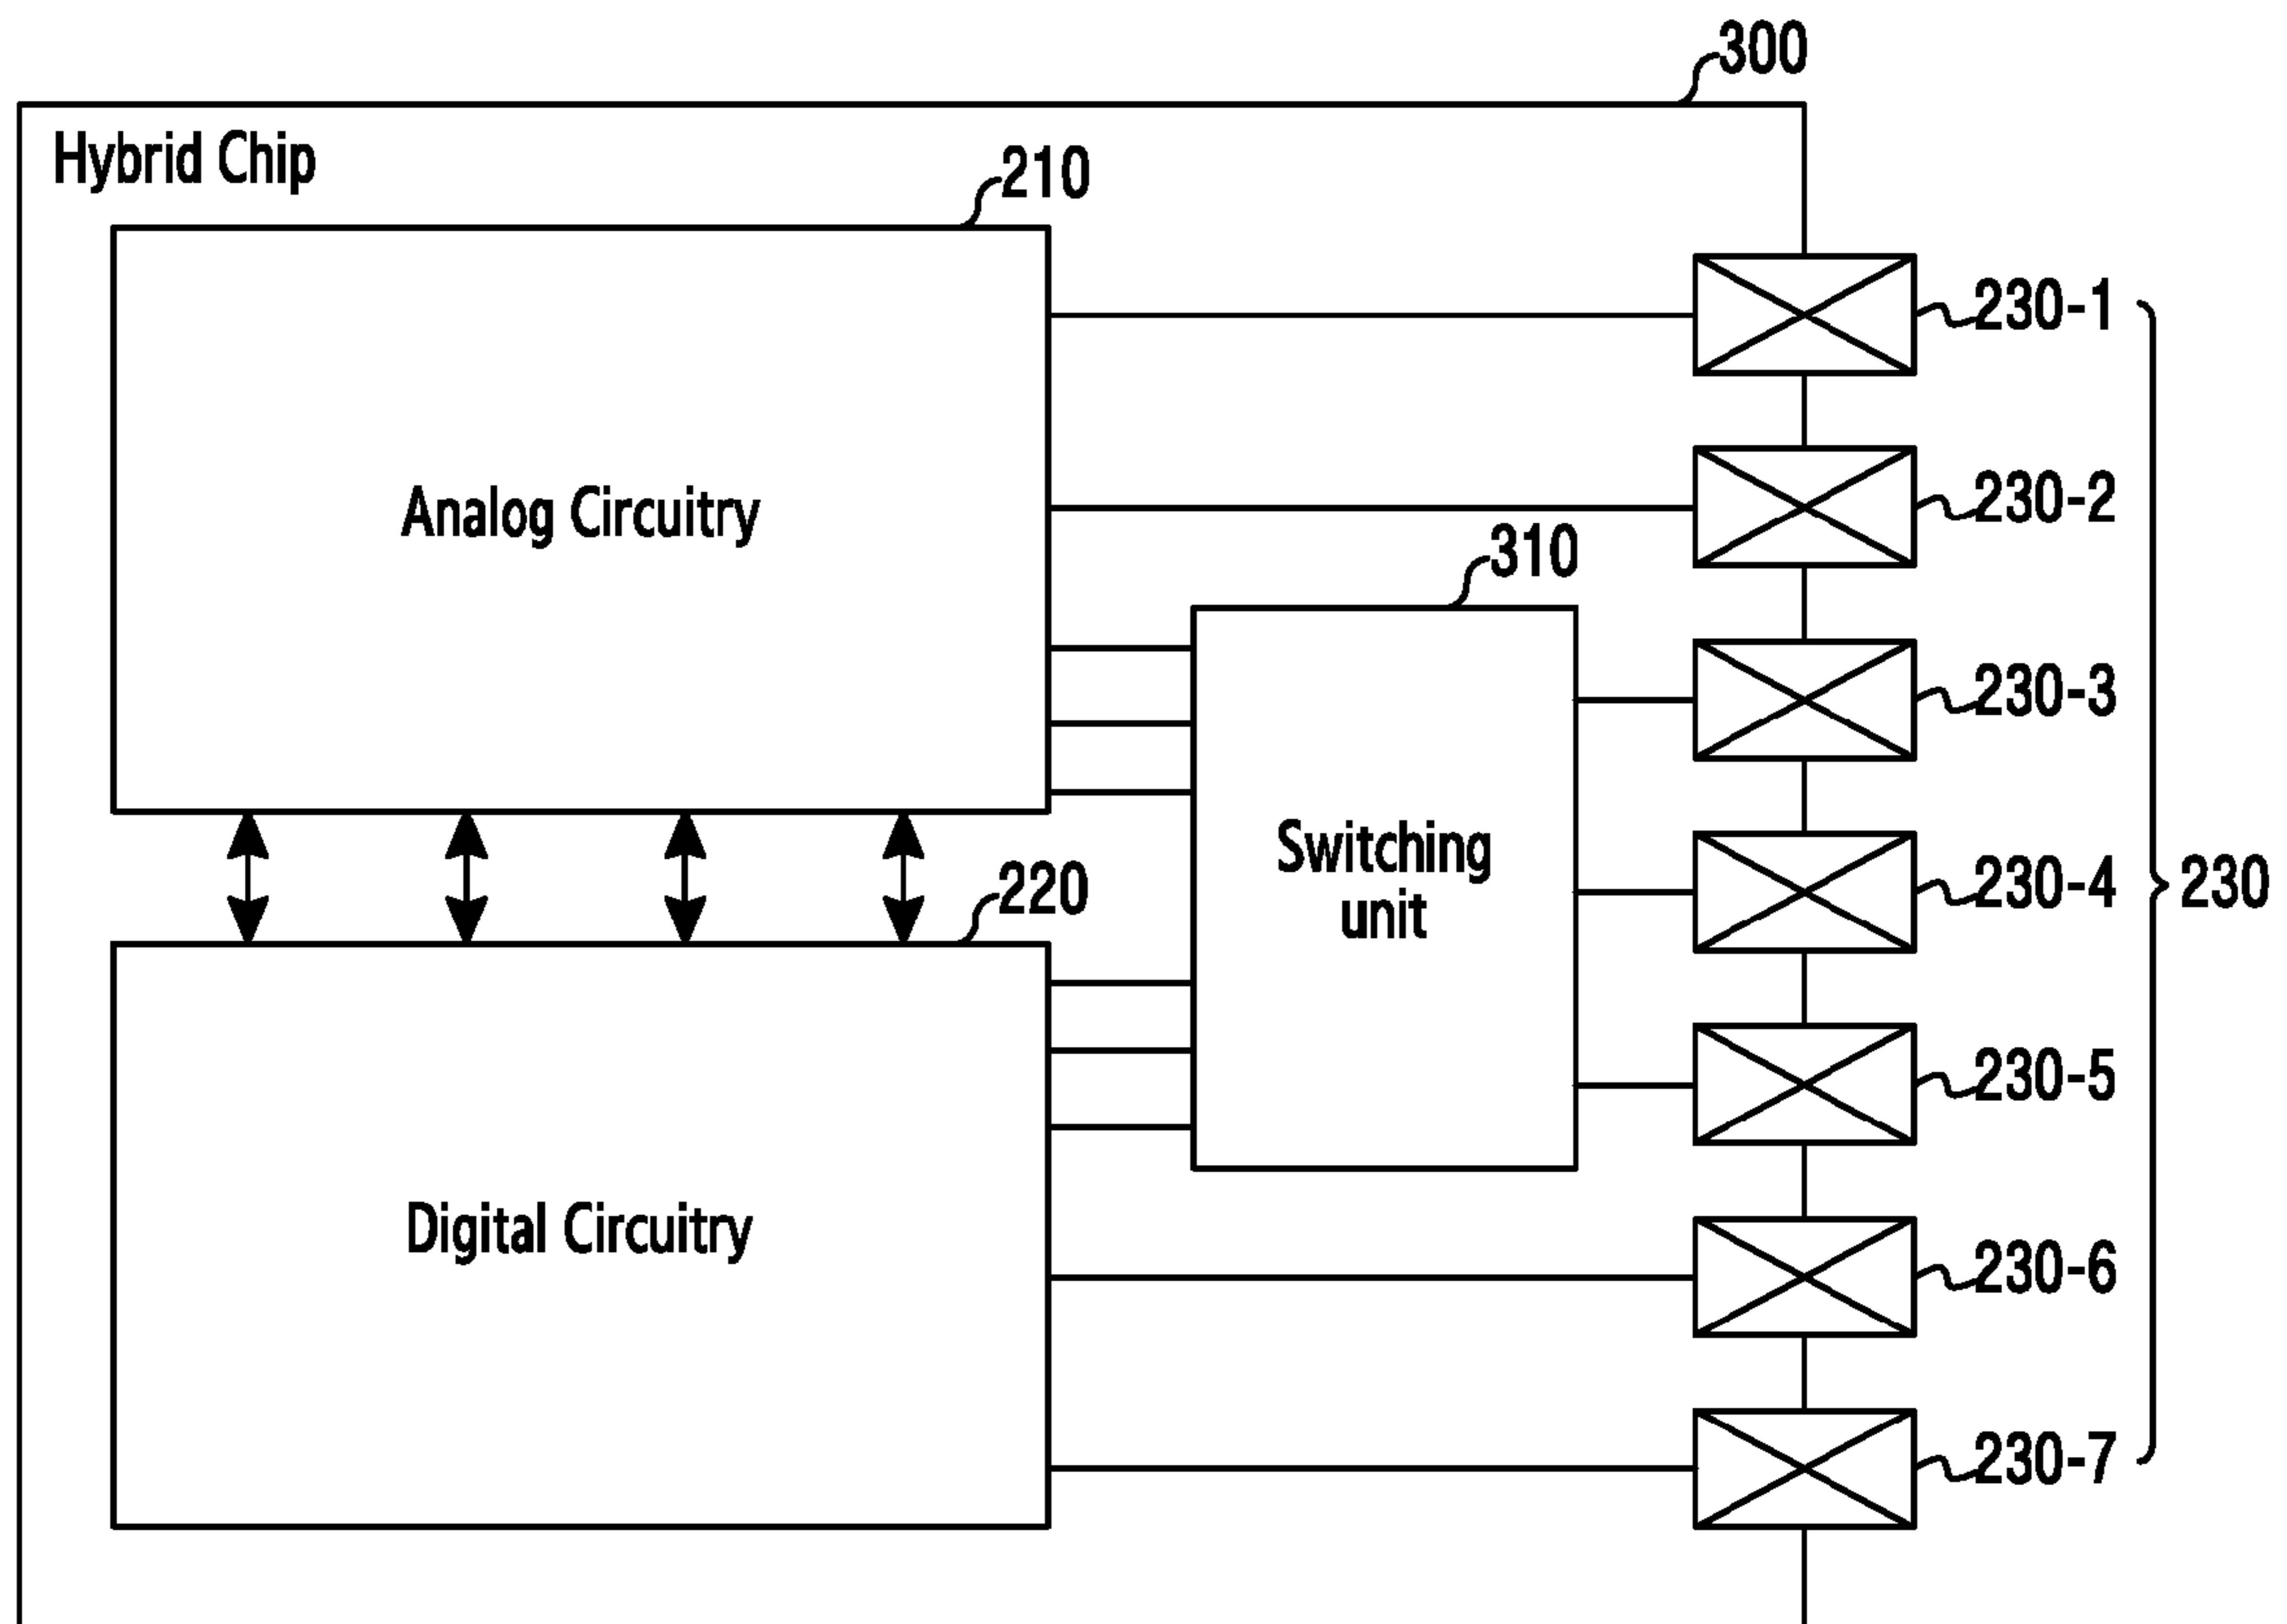 300
Hybrid Chip
210
230-1
Analog Circuitry
230-2
310
230-3
Switching
unit
220
230-4
230
230-5
Digital Circuitry
230-6
230-7